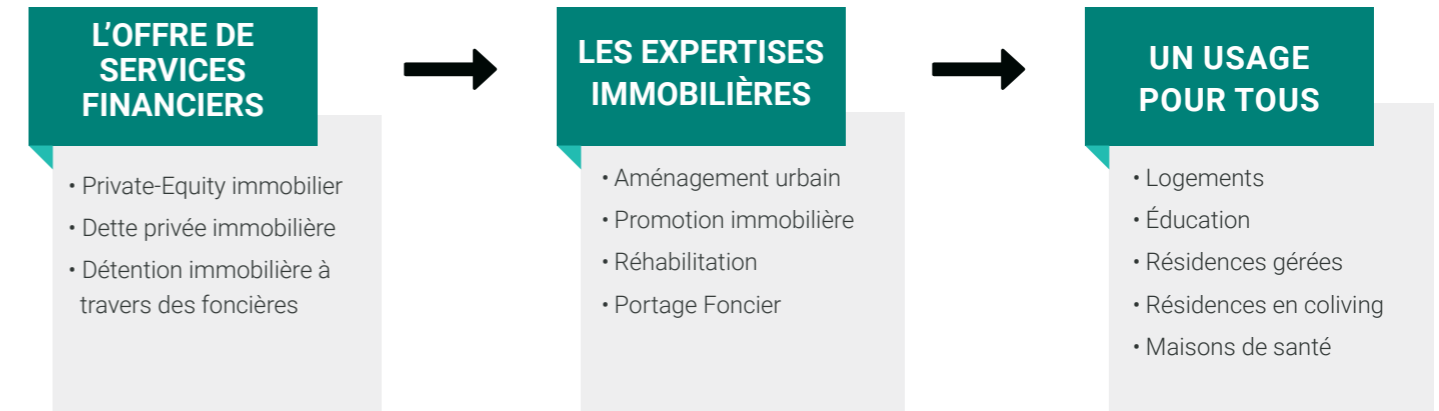 L'OFFRE DE
SERVICES
FINANCIERS
• Private-Equity immobilier
• Dette privée immobilière
• Détention immobilière à
travers des foncières
LES EXPERTISES
IMMOBILIÈRES
• Aménagement urbain
• Promotion immobilière
• Réhabilitation
• Portage Foncier
UN USAGE
POUR TOUS
• Logements
• Éducation
• Résidences gérées
• Résidences en coliving
• Maisons de santé